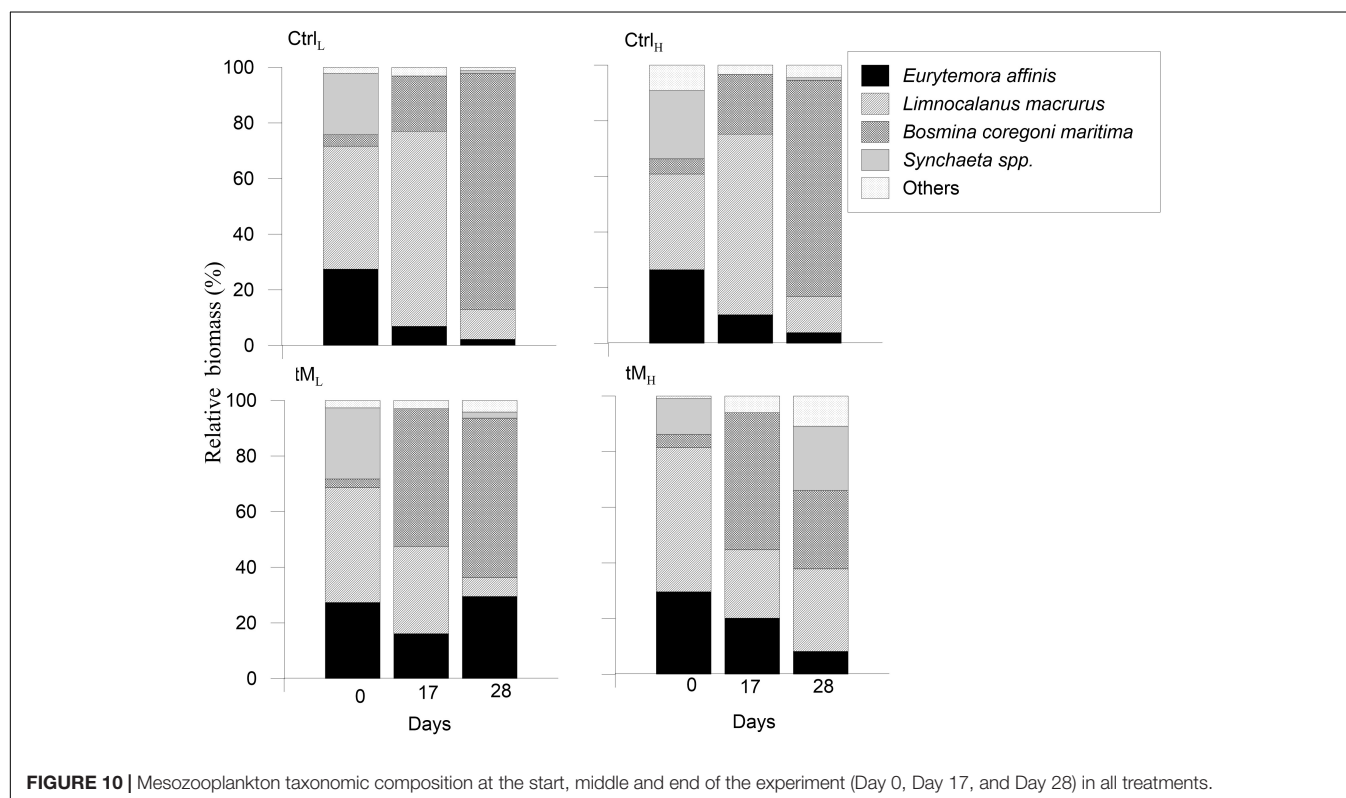 Ctrl_L
Ctrl_H
Eurytemora affinis
Limnocalanus macrurus
Bosmina coregoni maritima
Synchaeta spp.
Others
100
80
60
40
20
0
tM_L
tM_H
100
80
60
40
20
0
Relative biomass (%)
0 17 28
0 17 28
Days
Days
FIGURE 10 | Mesozooplankton taxonomic composition at the start, middle and end of the experiment (Day 0, Day 17, and Day 28) in all treatments.